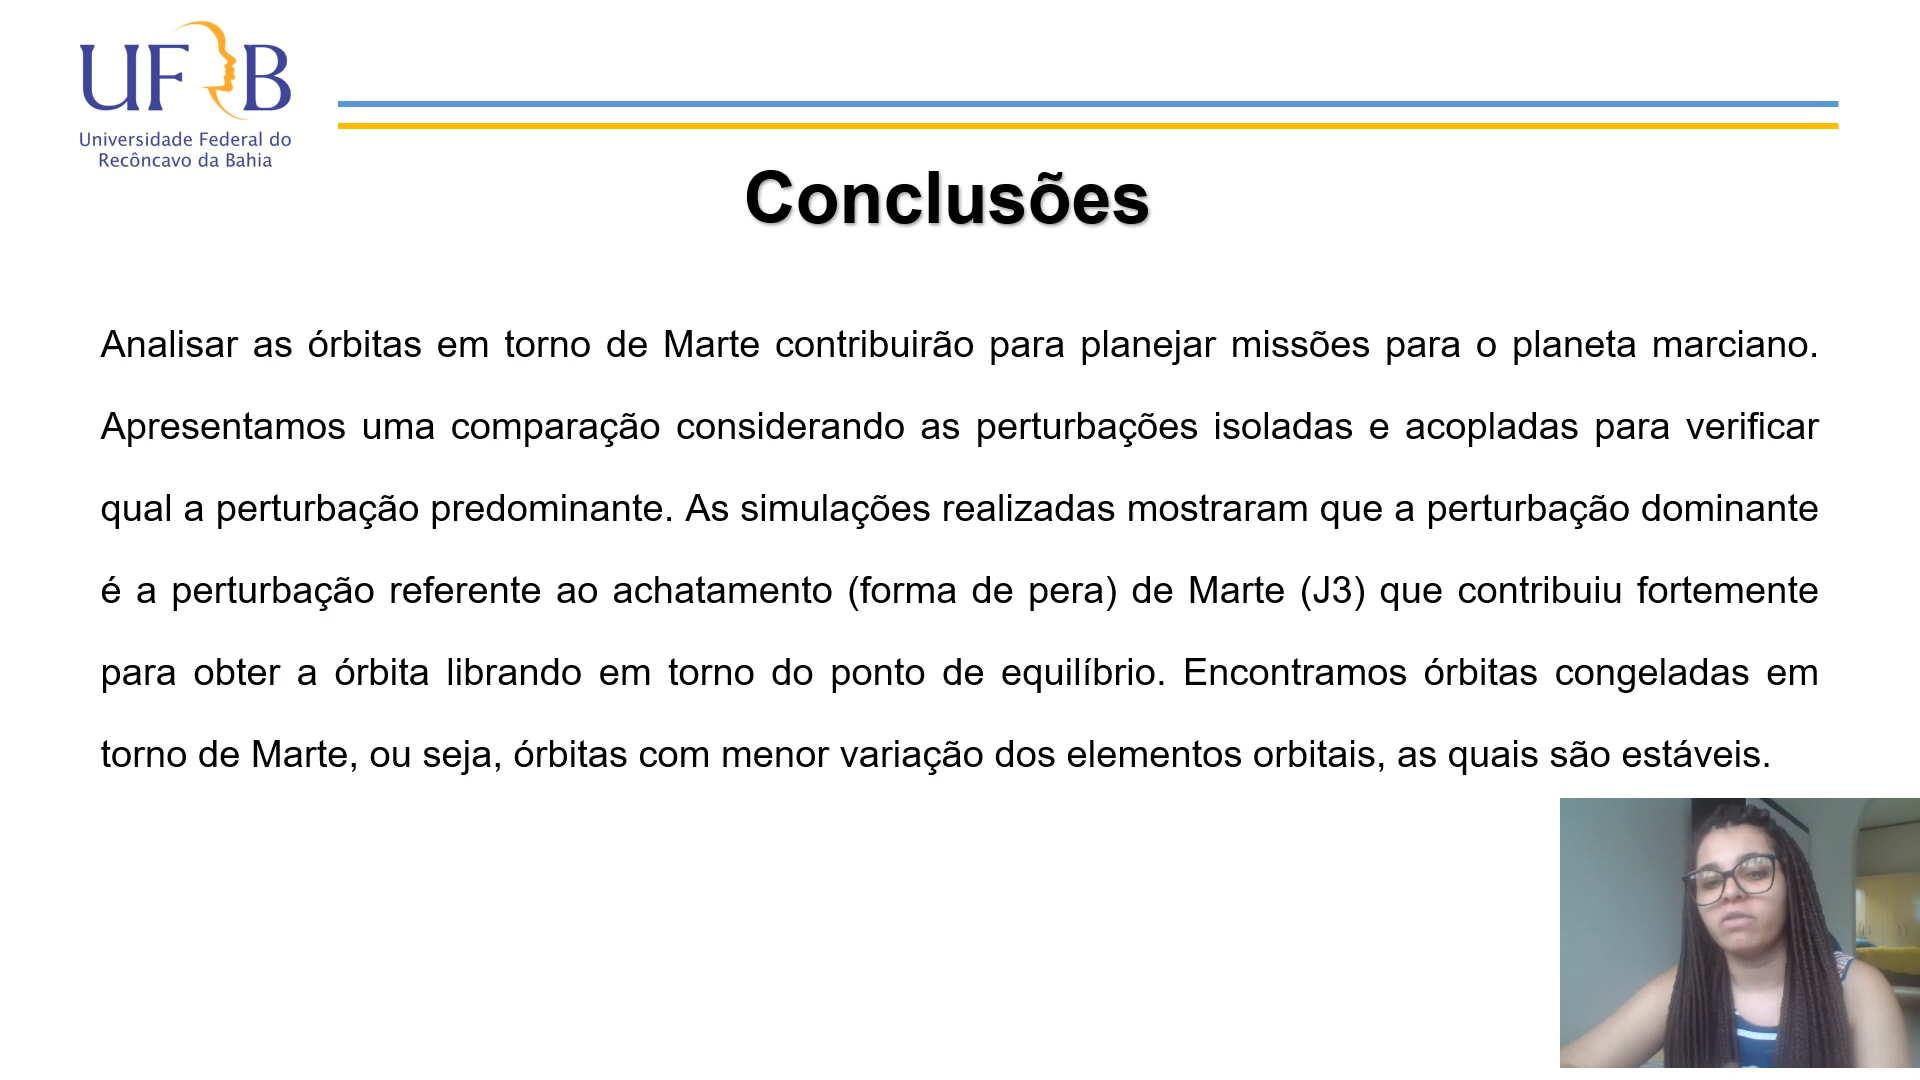 UFRB
Universidade Federal do
Recôncavo da Bahia
Conclusões
Analisar as órbitas em torno de Marte contribuirão para planejar missões para o planeta marciano.
Apresentamos uma comparação considerando as perturbações isoladas e acopladas para verificar
qual a perturbação predominante. As simulações realizadas mostraram que a perturbação dominante
é a perturbação referente ao achatamento (forma de pera) de Marte (J3) que contribuiu fortemente
para obter a órbita librando em torno do ponto de equilíbrio. Encontramos órbitas congeladas em
torno de Marte, ou seja, órbitas com menor variação dos elementos orbitais, as quais são estáveis.